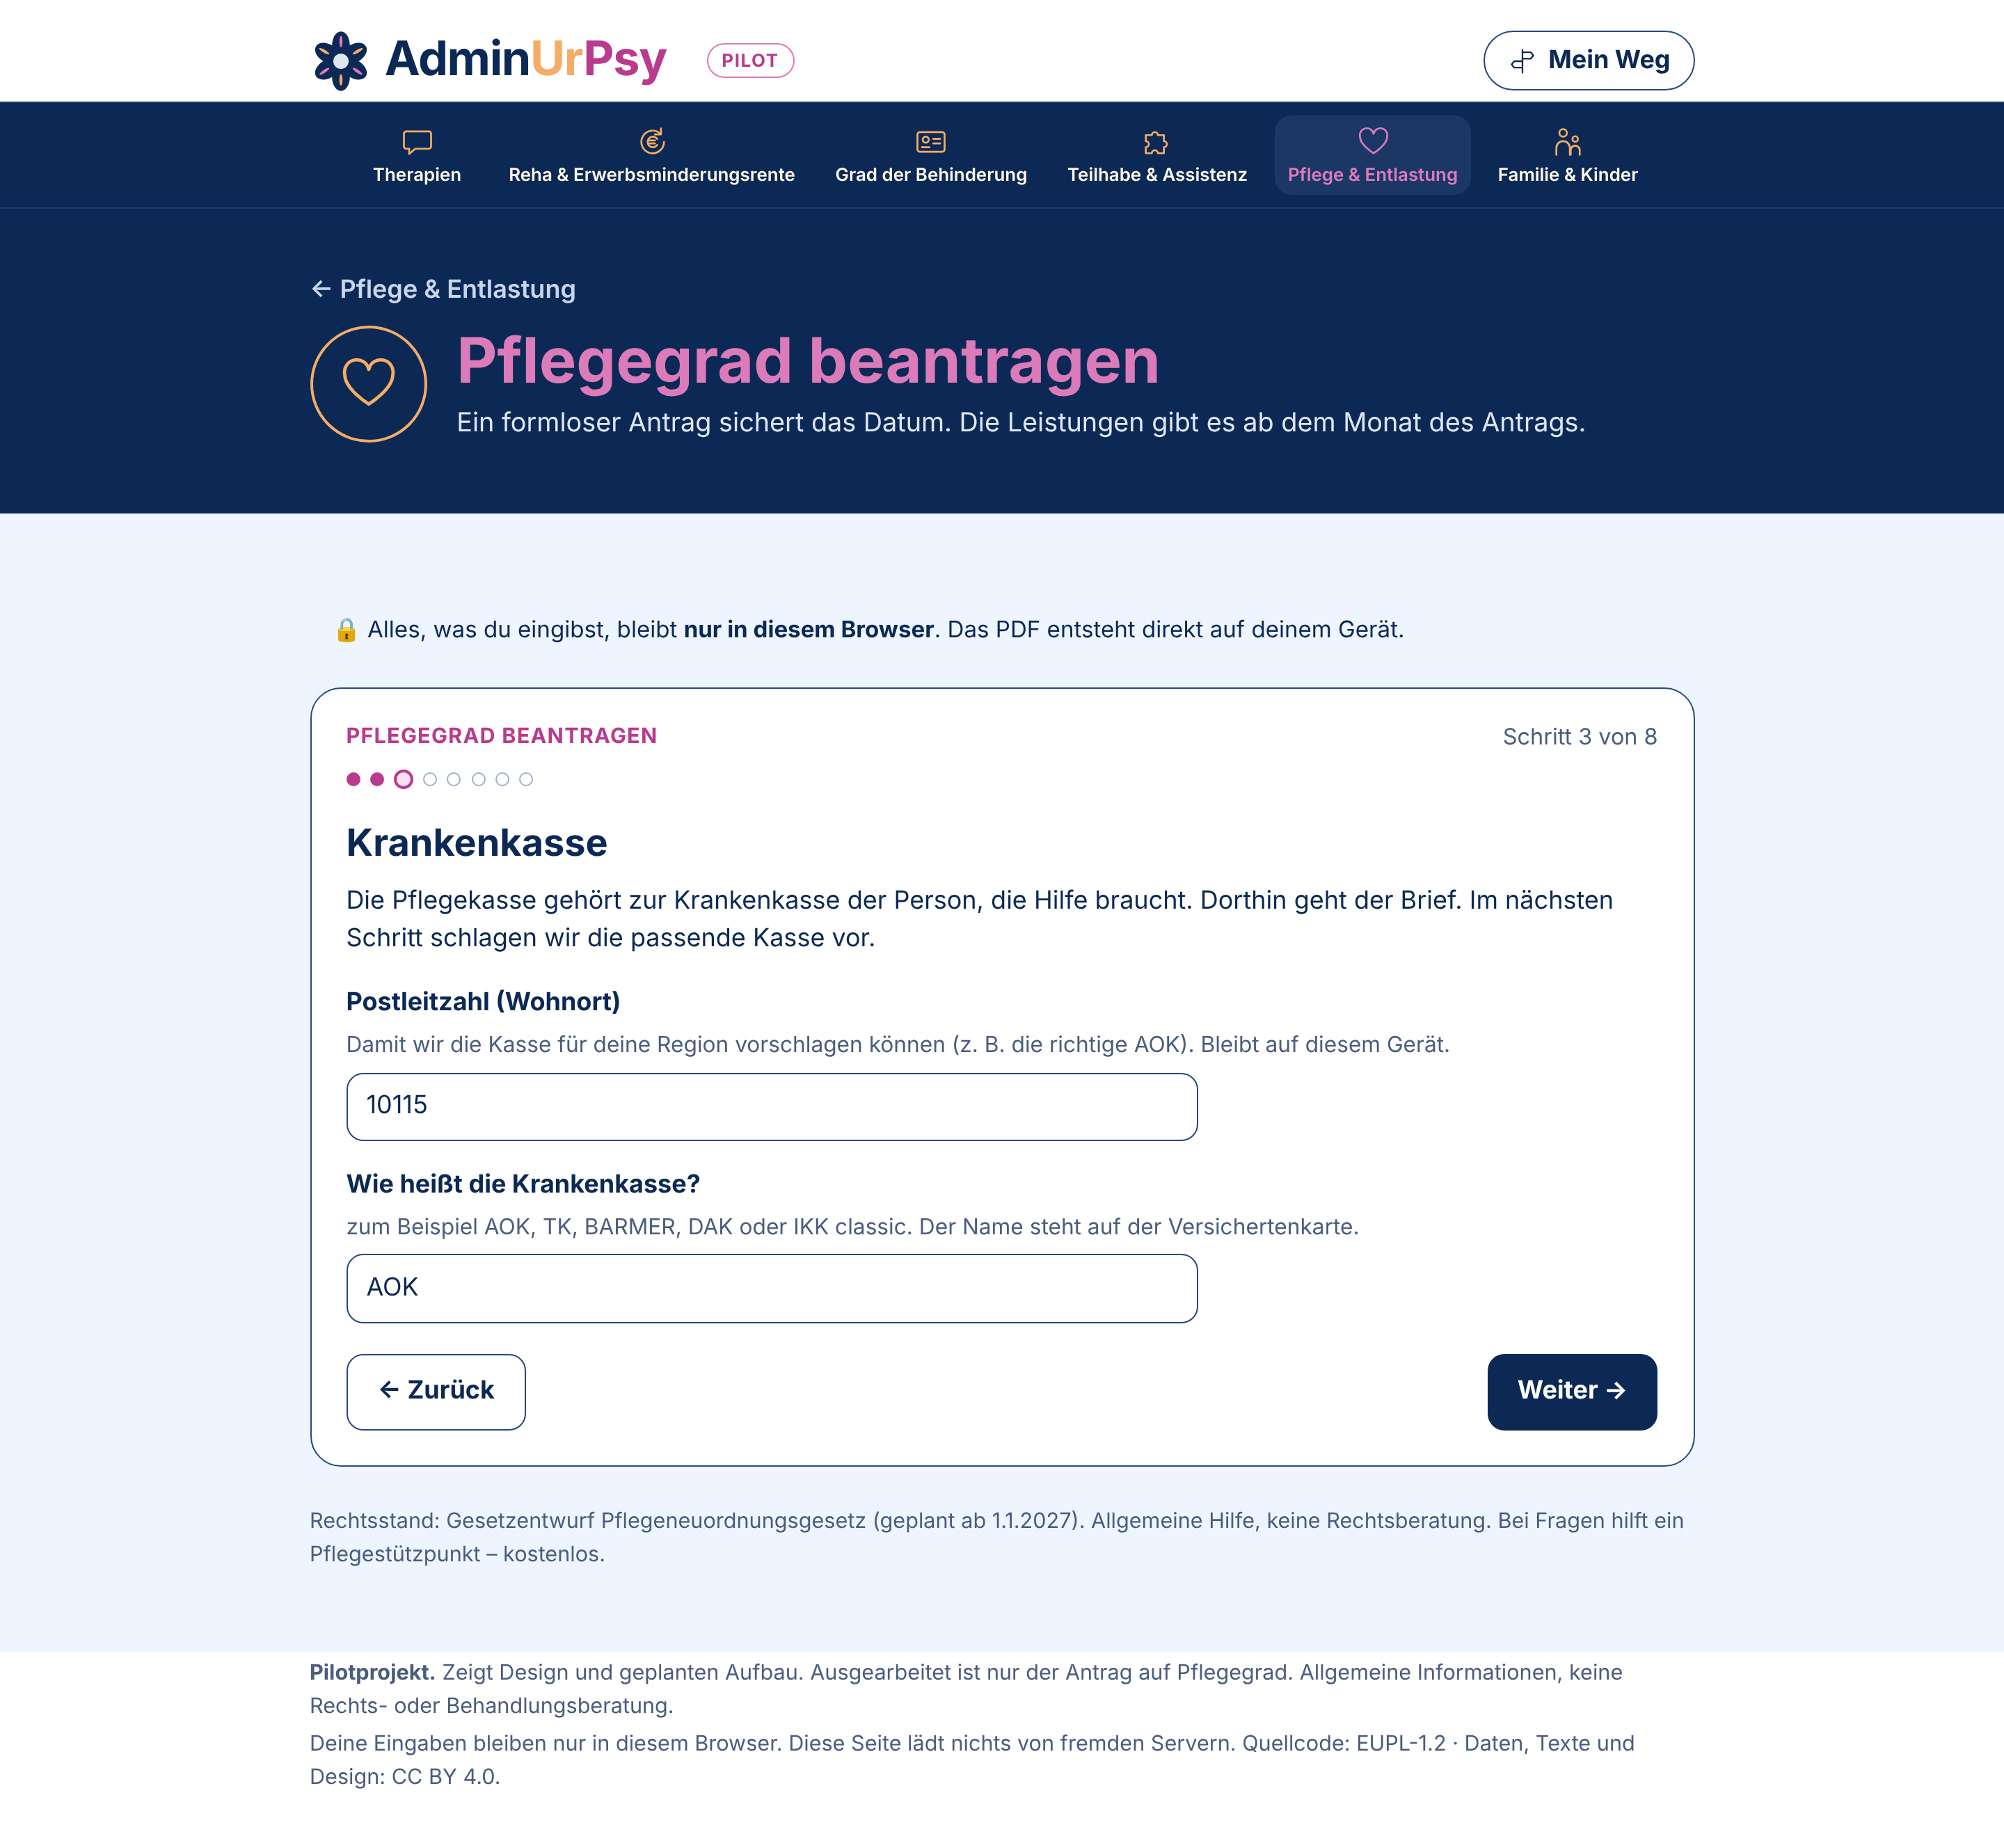 AdminUrPsy
PILOT
Mein Weg
Therapien
Reha & Erwerbsminderungsrente
Grad der Behinderung
Teilhabe & Assistenz
Pflege & Entlastung
Familie & Kinder
← Pflege & Entlastung
Pflegegrad beantragen
Ein formloser Antrag sichert das Datum. Die Leistungen gibt es ab dem Monat des Antrags.
🔒 Alles, was du eingibst, bleibt nur in diesem Browser. Das PDF entsteht direkt auf deinem Gerät.
PFLEGEGRAD BEANTRAGEN
Schritt 3 von 8
Krankenkasse
Die Pflegekasse gehört zur Krankenkasse der Person, die Hilfe braucht. Dorthin geht der Brief. Im nächsten
Schritt schlagen wir die passende Kasse vor.
Postleitzahl (Wohnort)
Damit wir die Kasse für deine Region vorschlagen können (z. B. die richtige AOK). Bleibt auf diesem Gerät.
10115
Wie heißt die Krankenkasse?
zum Beispiel AOK, TK, BARMER, DAK oder IKK classic. Der Name steht auf der Versichertenkarte.
AOK
← Zurück
Weiter →
Rechtsstand: Gesetzentwurf Pflegeneuordnungsgesetz (geplant ab 1.1.2027). Allgemeine Hilfe, keine Rechtsberatung. Bei Fragen hilft ein
Pflegestützpunkt – kostenlos.
Pilotprojekt. Zeigt Design und geplanten Aufbau. Ausgearbeitet ist nur der Antrag auf Pflegegrad. Allgemeine Informationen, keine
Rechts- oder Behandlungsberatung.
Deine Eingaben bleiben nur in diesem Browser. Diese Seite lädt nichts von fremden Servern. Quellcode: EUPL-1.2 · Daten, Texte und
Design: CC BY 4.0.